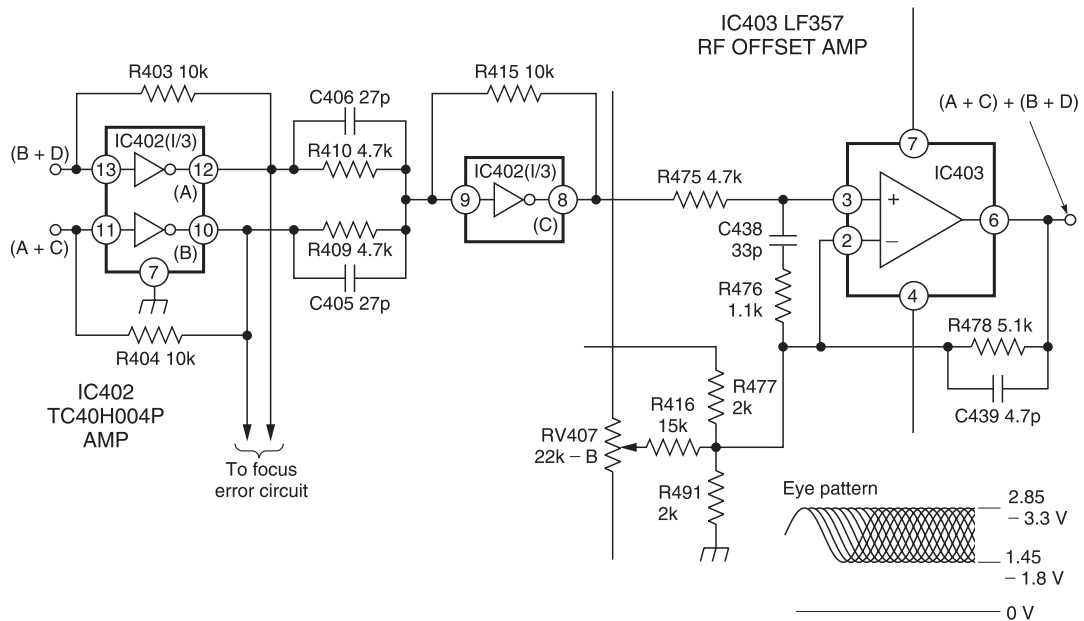 IC403 LF357
RF OFFSET AMP
R403 10k
C406 27p
R415 10k
(A + C) + (B + D)
(B + D)
13
IC402(I/3)
12
(A)
R410 4.7k
IC402(I/3)
9
8
(C)
R475 4.7k
7
IC403
3
+
2
−
6
4
(A + C)
11
10
(B)
7
R409 4.7k
C405 27p
C438
33p
R476
1.1k
R404 10k
R478 5.1k
C439 4.7p
IC402
TC40H004P
AMP
R477
2k
R416
15k
RV407
22k – B
R491
2k
To focus
error circuit
Eye pattern
2.85
– 3.3 V
1.45
– 1.8 V
0 V